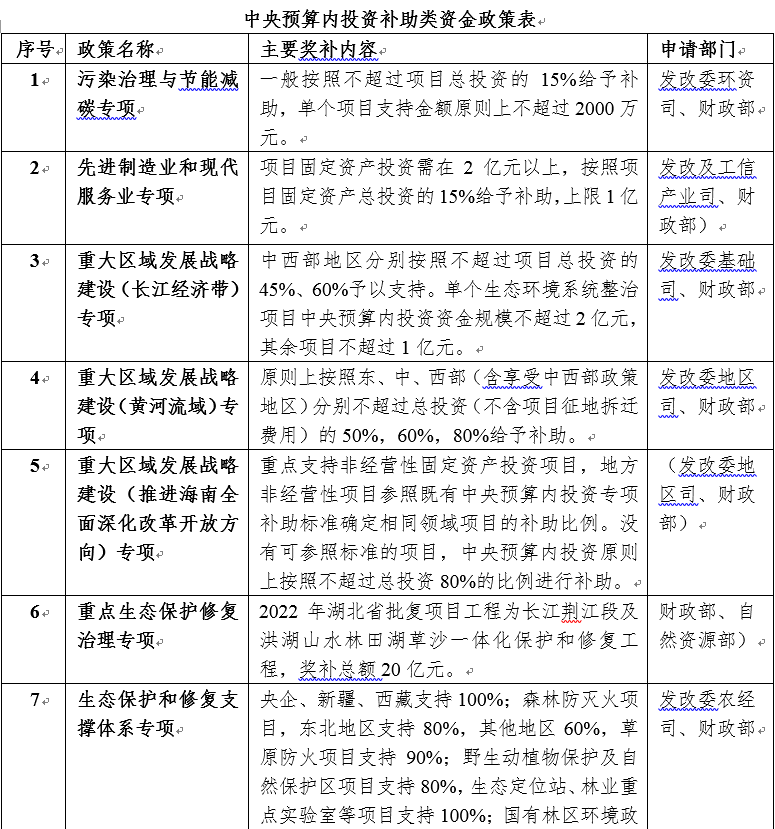 中央预算内投资补助类资金政策表
序号 政策名称 主要奖补内容 申请部门
1 污染治理与节能减 一般按照不超过项目总投资的 15%给予补 发改委环资
碳专项 助，单个项目支持金额原则上不超过 2000 万 司、财政部
元。
2 先进制造业和现代 项目固定资产投资需在 2 亿元以上，按照项 发改及工信
服务业专项 目固定资产总投资的 15%给予补助，上限 1 亿 产业司、财
元。 政部）
3 重大区域发展战略 中西部地区分别按照不超过项目总投资的 发改委基础
建设（长江经济带） 45%、60%予以支持。单个生态环境系统整治 司、财政部
专项 项目中央预算内投资资金规模不超过 2 亿元，
其余项目不超过 1 亿元。
4 重大区域发展战略 原则上按照东、中、西部（含享受中西部政策 发改委地区
建设（黄河流域）专 地区）分别不超过总投资（不含项目征地拆迁 司、财政部
项 费用）的 50%，60%，80%给予补助。
5 重大区域发展战略 重点支持非经营性固定资产投资项目，地方 （发改委地
建设（推进海南全 非经营性项目参照既有中央预算内投资专项 区司、财政
面深化改革开放方 补助标准确定相同领域项目的补助比例。没 部）
向）专项 有可参照标准的项目，中央预算内投资原则
上按照不超过总投资 80%的比例进行补助。
6 重点生态保护修复 2022 年湖北省批复项目工程为长江荆江段及 财政部、自
治理专项 洪湖山水林田湖草沙一体化保护和修复工 然资源部）
程，奖补总额 20 亿元。
7 生态保护和修复支 央企、新疆、西藏支持 100%；森林防灭火项 发改委农经
撑体系专项 目，东北地区支持 80%，其他地区 60%，草 司、财政部
原防火项目支持 90%；野生动植物保护及自
然保护区项目支持 80%，生态定位站、林业重
点实验室等项目支持 100%；国有林区环境政